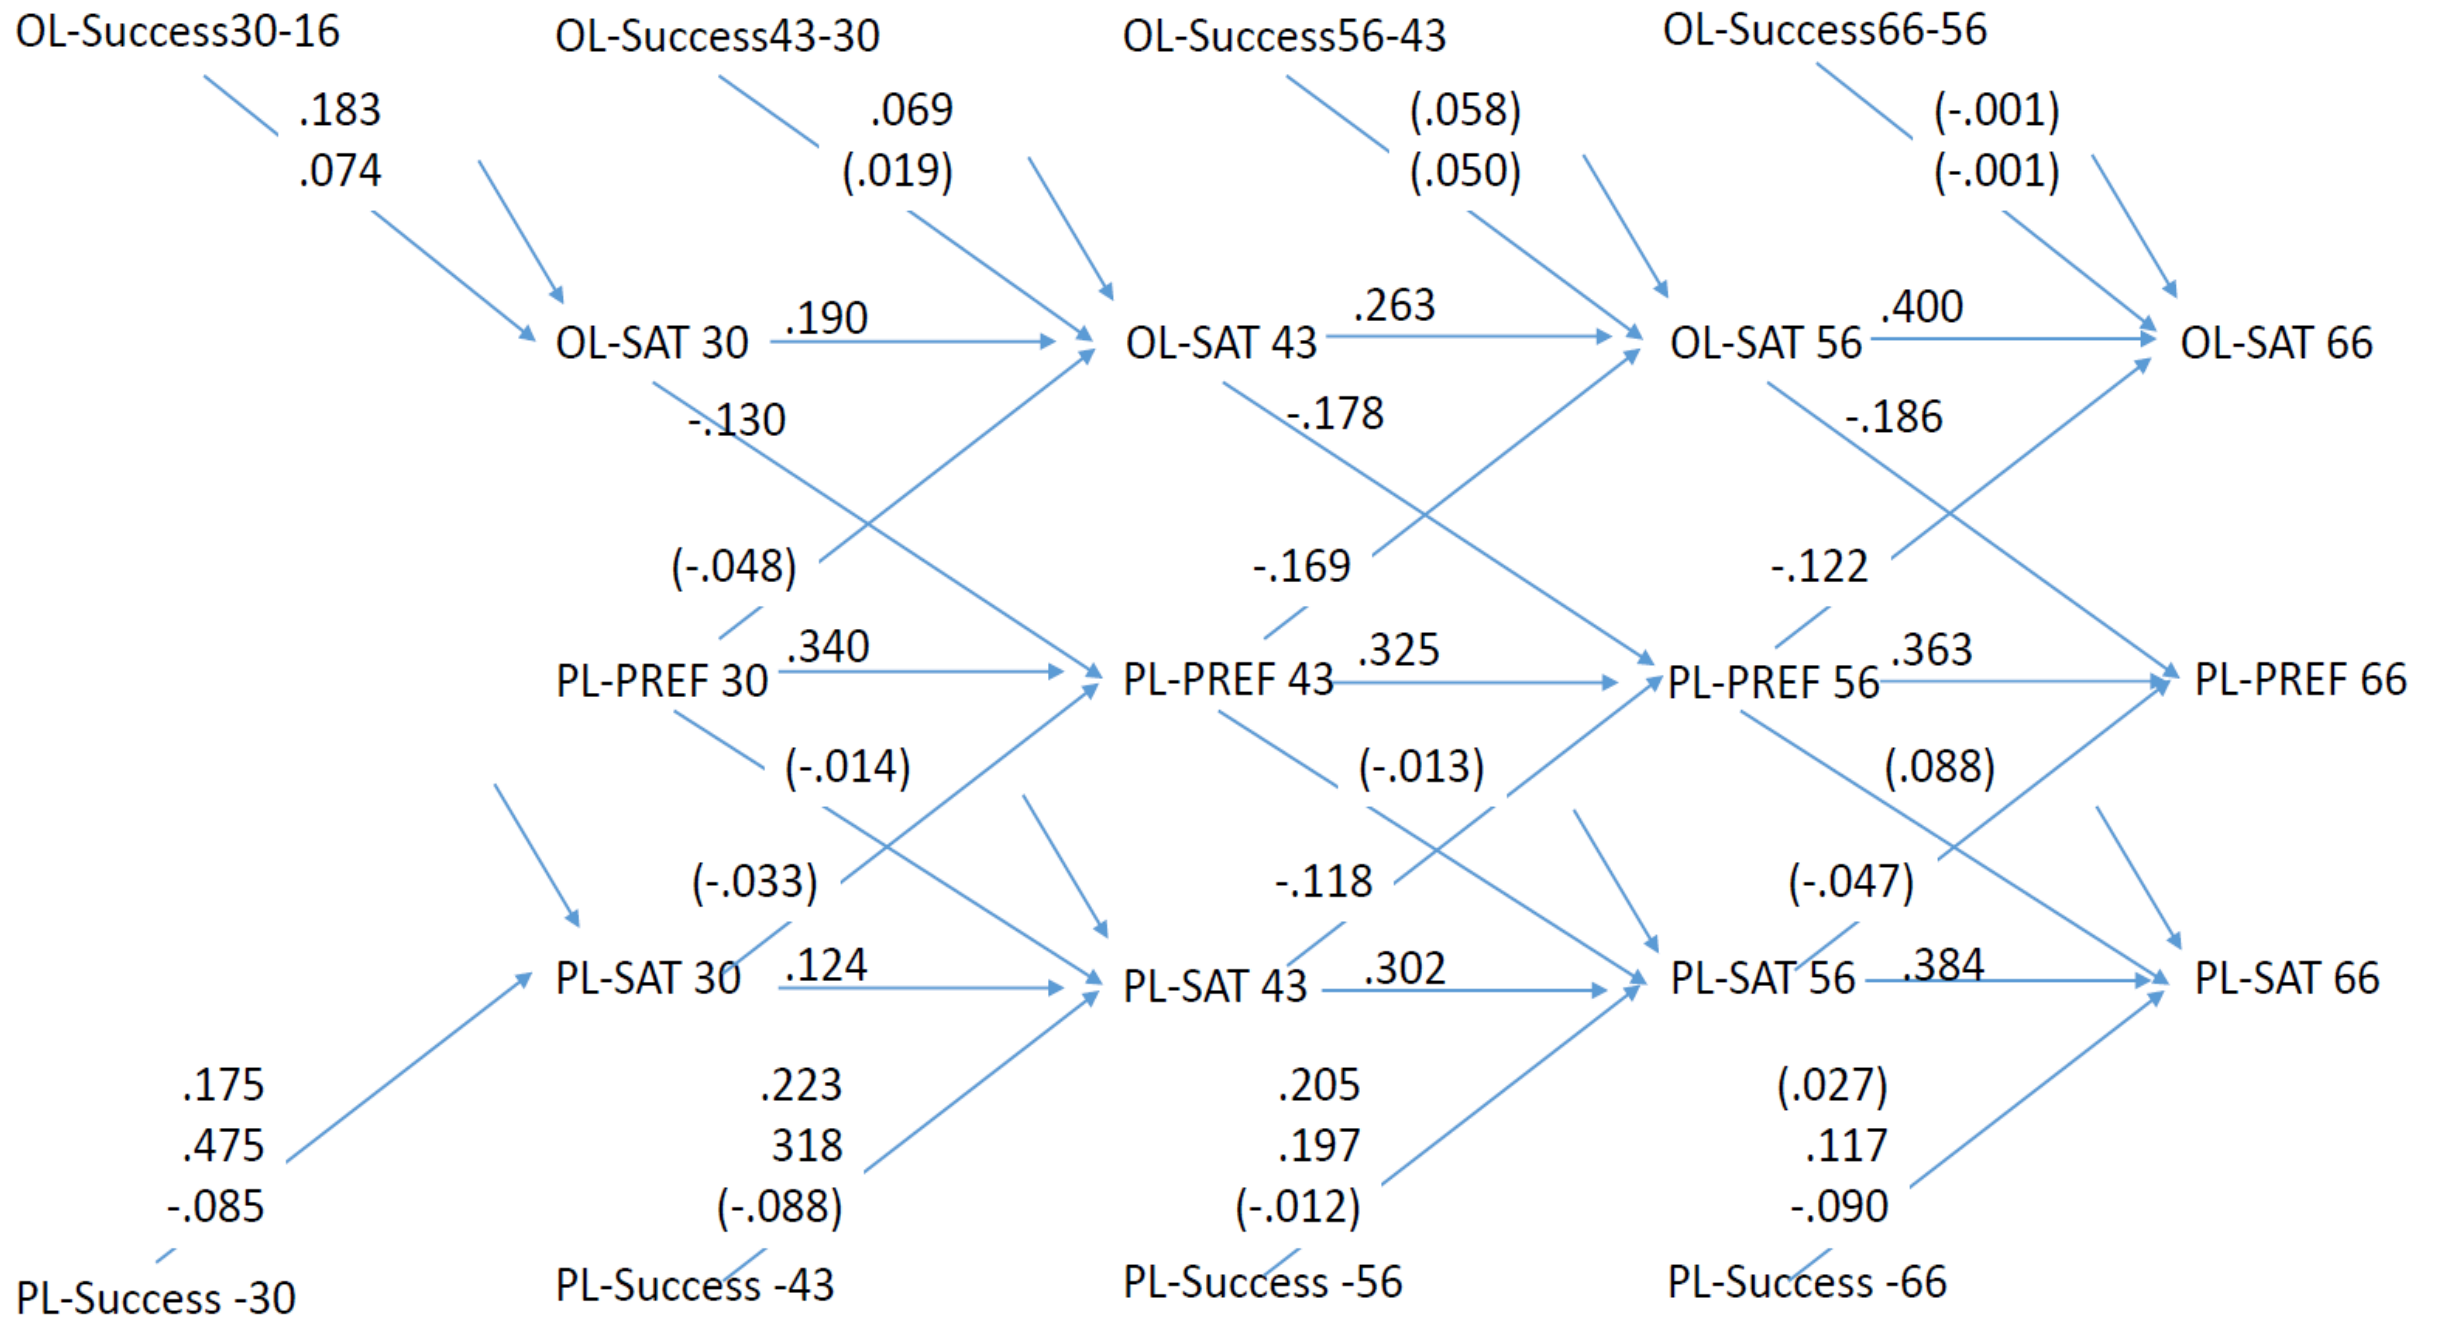 OL-Success30-16 OL-Success43-30 OL-Success56-43 OL-Success66-56
.183 .069 (.058) (-.001)
.074 (.019) (.050) (-.001)
OL-SAT 30 .190 OL-SAT 43 .263 OL-SAT 56 .400 OL-SAT 66
-.130 -.178 -.186
(-.048) -.169 -.122
PL-PREF 30 .340 PL-PREF 43 .325 PL-PREF 56 .363 PL-PREF 66
(-.014) (-.013) (.088)
(-.033) -.118 (-.047)
PL-SAT 30 .124 PL-SAT 43 .302 PL-SAT 56 .384 PL-SAT 66
.175 .223 .205 (.027)
.475 318 .197 .117
-.085 (-.088) (-.012) -.090
PL-Success -30 PL-Success -43 PL-Success -56 PL-Success -66